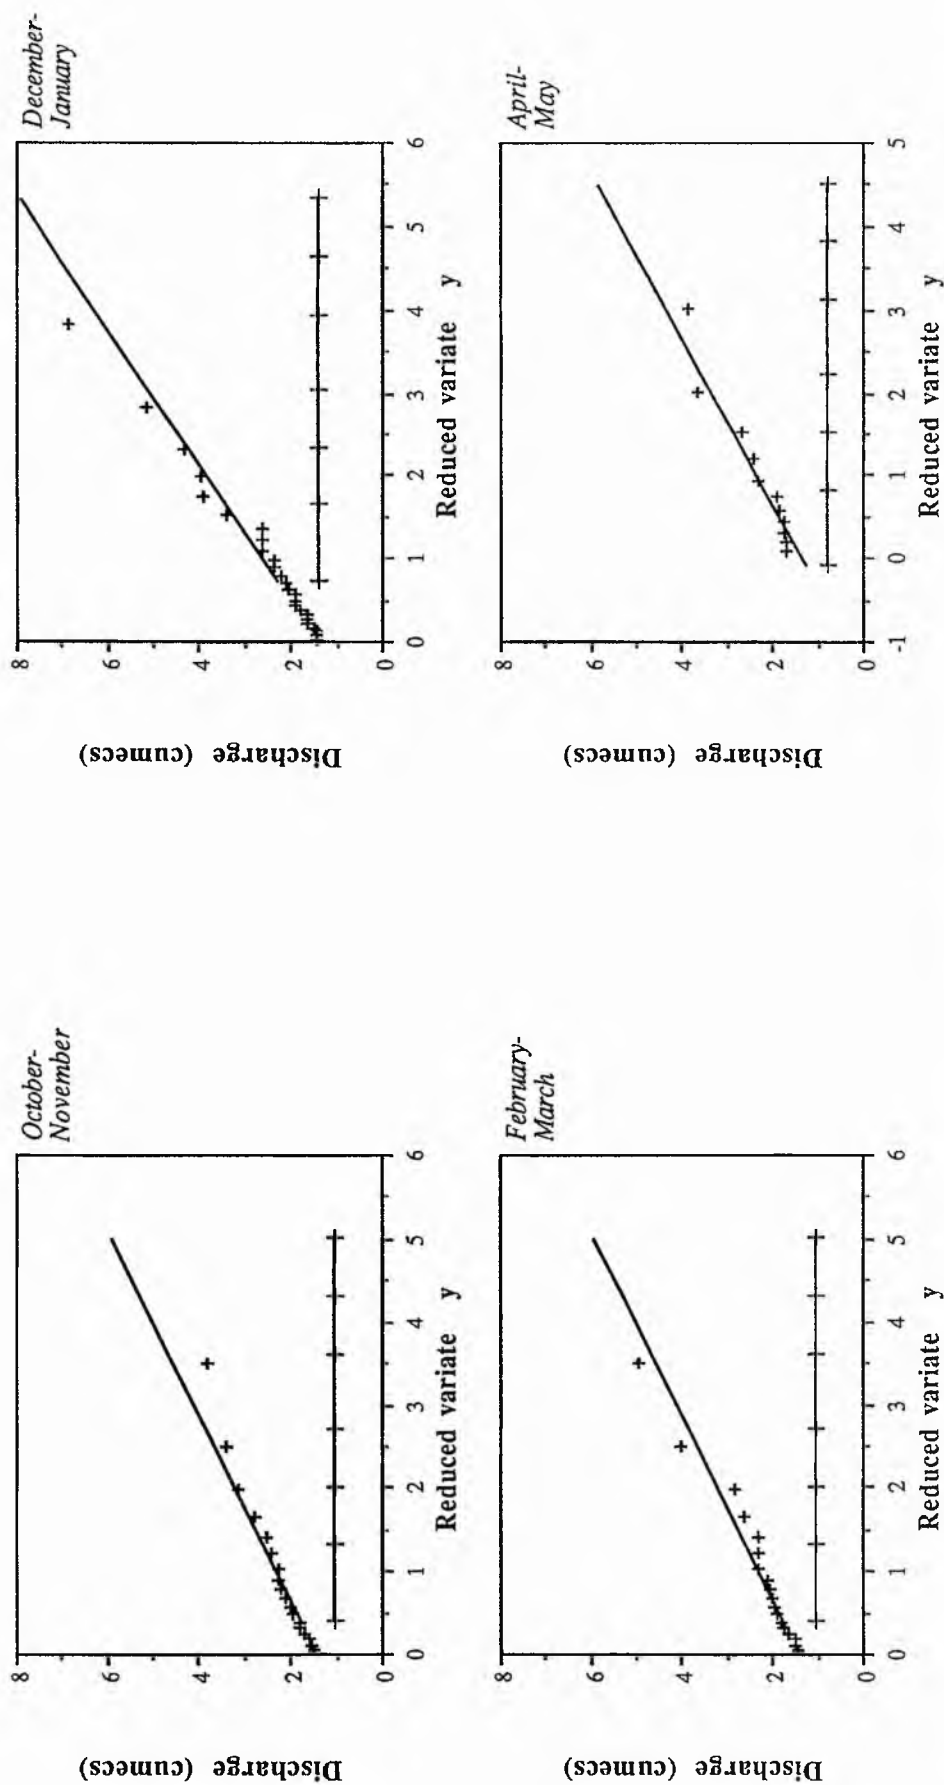 October-
November
8
6
4
2
0
Discharge (cumecs)
0 1 2 3 4 5 6
Reduced variate y
December-
January
8
6
4
2
0
Discharge (cumecs)
0 1 2 3 4 5 6
Reduced variate y
February-
March
8
6
4
2
0
Discharge (cumecs)
0 1 2 3 4 5 6
Reduced variate y
April-
May
8
6
4
2
0
Discharge (cumecs)
-1 0 1 2 3 4 5
Reduced variate y